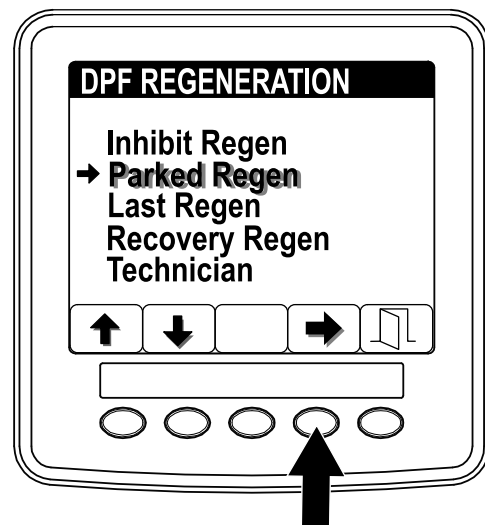 DPF REGENERATION
Inhibit Regen
Parked Regen
Last Regen
Recovery Regen
Technician